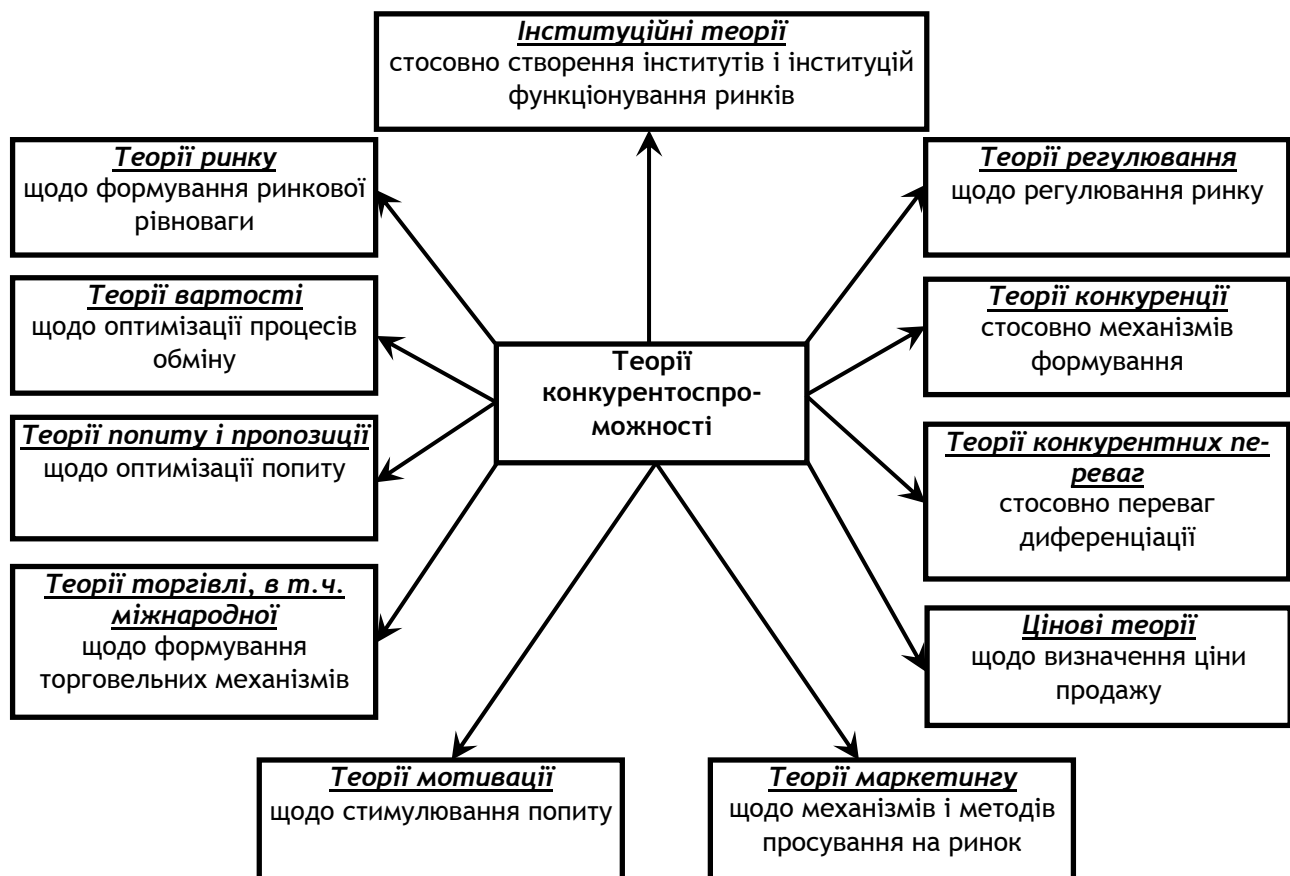 Інституційні теорії
стосовно створення інститутів і інституцій
функціонування ринків
Теорії ринку
щодо формування ринкової
рівноваги
Теорії регулювання
щодо регулювання ринку
Теорії вартості
щодо оптимізації процесів
обміну
Теорії конкуренції
стосовно механізмів
формування
Теорії
конкурентоспро-
можності
Теорії попиту і пропозиції
щодо оптимізації попиту
Теорії конкурентних пе-
реваг
стосовно переваг
диференціації
Теорії торгівлі, в т.ч.
міжнародної
щодо формування
торговельних механізмів
Цінові теорії
щодо визначення ціни
продажу
Теорії мотивації
щодо стимулювання попиту
Теорії маркетингу
щодо механізмів і методів
просування на ринок